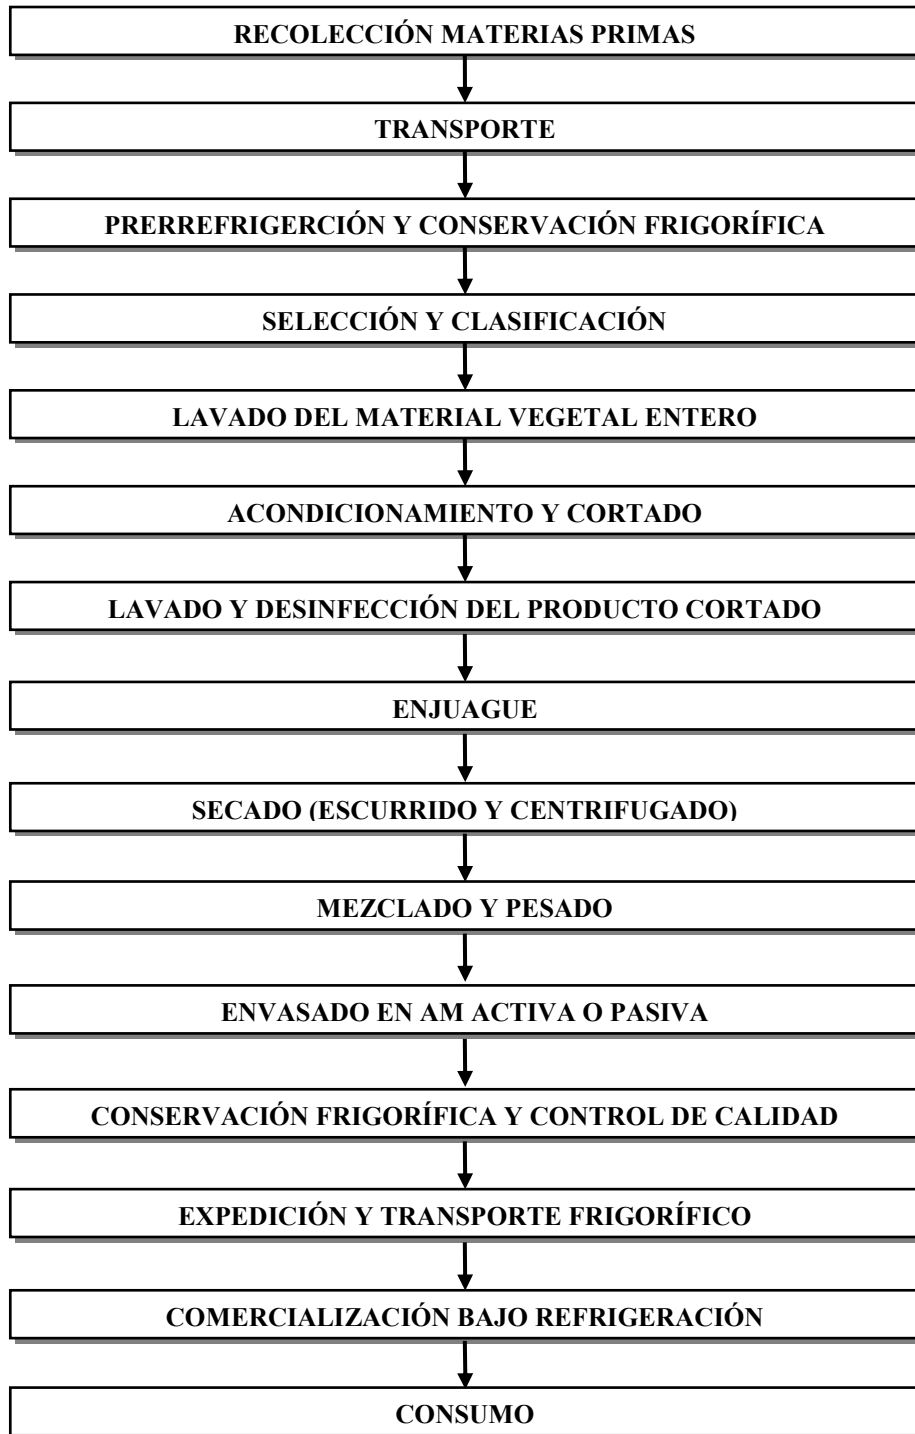 RECOLECCIÓN MATERIAS PRIMAS
TRANSPORTE
PRERREFRIGERCIÓN Y CONSERVACIÓN FRIGORÍFICA
SELECCIÓN Y CLASIFICACIÓN
LAVADO DEL MATERIAL VEGETAL ENTERO
ACONDICIONAMIENTO Y CORTADO
LAVADO Y DESINFECCIÓN DEL PRODUCTO CORTADO
ENJUAGUE
SECADO (ESCURRIDO Y CENTRIFUGADO)
MEZCLADO Y PESADO
ENVASADO EN AM ACTIVA O PASIVA
CONSERVACIÓN FRIGORÍFICA Y CONTROL DE CALIDAD
EXPEDICIÓN Y TRANSPORTE FRIGORÍFICO
COMERCIALIZACIÓN BAJO REFRIGERACIÓN
CONSUMO